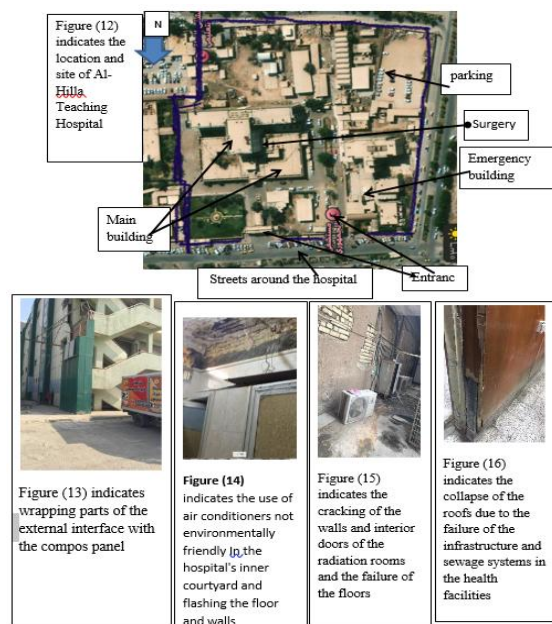 Figure (12)
indicates the
location and
site of Al-
Hilla
Teaching
Hospital
N
parking
Surgery
Emergency
building
Main
building
Streets around the hospital
Entranc
Figure (13) indicates
wrapping parts of the
external interface with
the compos panel
Figure (14)
indicates the use of
air conditioners not
environmentally
friendly In the
hospital's inner
courtyard and
flashing the floor
and walls
Figure (15)
indicates the
cracking of the
walls and interior
doors of the
radiation rooms
and the failure of
the floors
Figure (16)
indicates the
collapse of the
roofs due to the
failure of the
infrastructure and
sewage systems in
the health
facilities